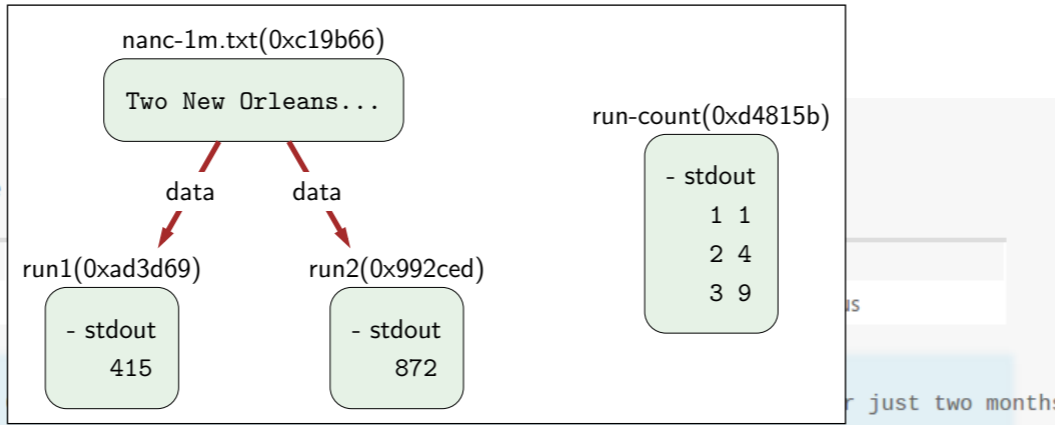 nanc-1m.txt(0xc19b66)
Two New Orleans...
data
data
run1(0xad3d69)
- stdout
415
run2(0x992ced)
- stdout
872
run-count(0xd4815b)
- stdout
1 1
2 4
3 9
just two months